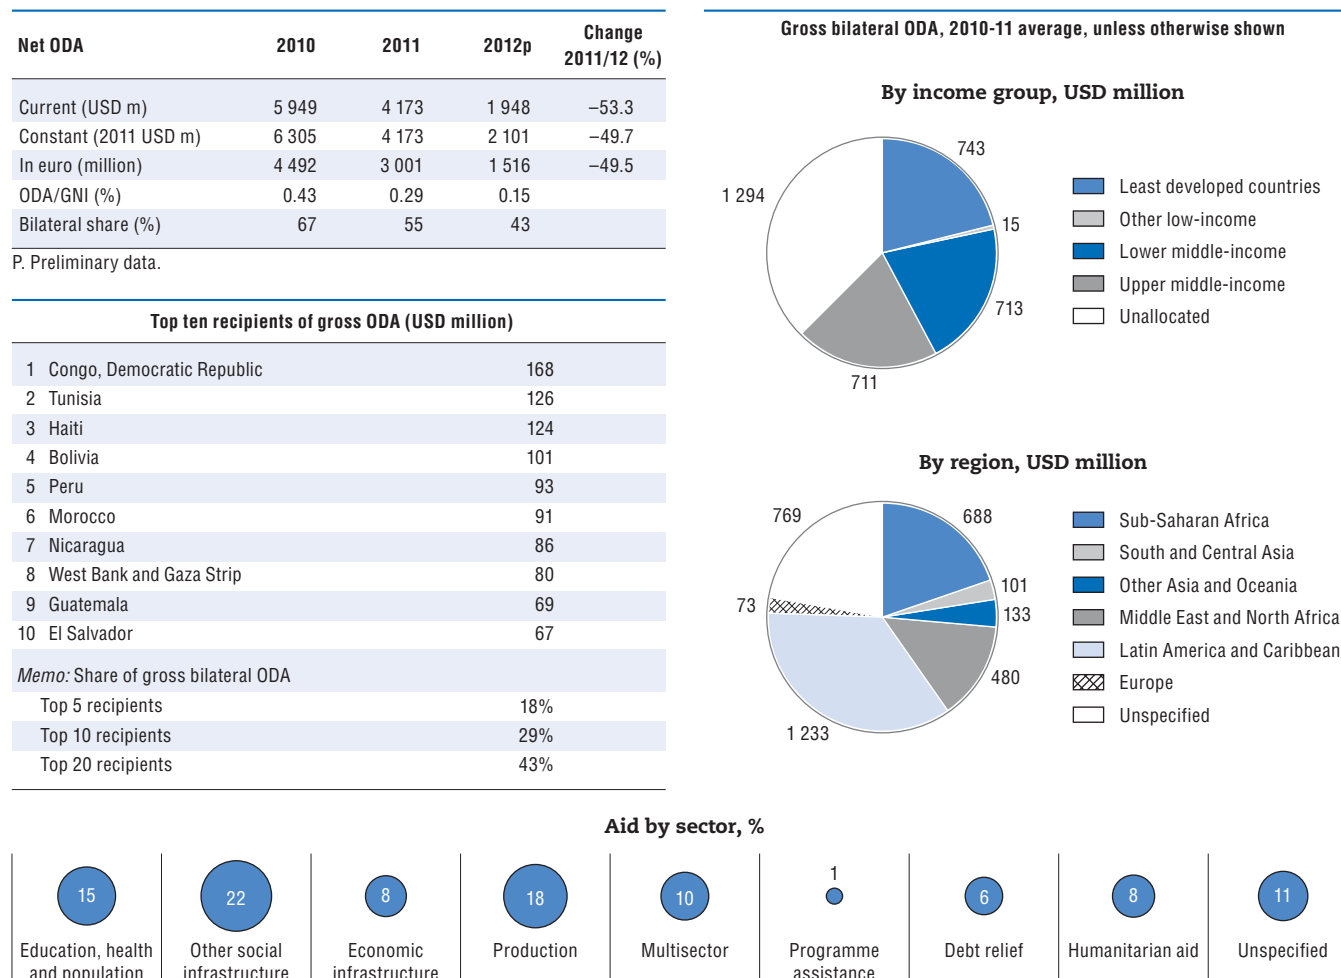 Net ODA 2010 2011 2012p Change 2011/12 (%)
Current (USD m) 5 949 4 173 1 948 –53.3
Constant (2011 USD m) 6 305 4 173 2 101 –49.7
In euro (million) 4 492 3 001 1 516 –49.5
ODA/GNI (%) 0.43 0.29 0.15
Bilateral share (%) 67 55 43
P. Preliminary data.
Top ten recipients of gross ODA (USD million)
1 Congo, Democratic Republic 168
2 Tunisia 126
3 Haiti 124
4 Bolivia 101
5 Peru 93
6 Morocco 91
7 Nicaragua 86
8 West Bank and Gaza Strip 80
9 Guatemala 69
10 El Salvador 67
Memo: Share of gross bilateral ODA
Top 5 recipients 18%
Top 10 recipients 29%
Top 20 recipients 43%
Gross bilateral ODA, 2010-11 average, unless otherwise shown
By income group, USD million
743
1 294
15
713
711
Least developed countries
Other low-income
Lower middle-income
Upper middle-income
Unallocated
By region, USD million
769
688
101
73
133
480
1 233
Sub-Saharan Africa
South and Central Asia
Other Asia and Oceania
Middle East and North Africa
Latin America and Caribbean
Europe
Unspecified
Aid by sector, %
15
Education, health
and population
22
Other social
infrastructure
8
Economic
infrastructure
18
Production
10
Multisector
1
Programme
assistance
6
Debt relief
8
Humanitarian aid
11
Unspecified